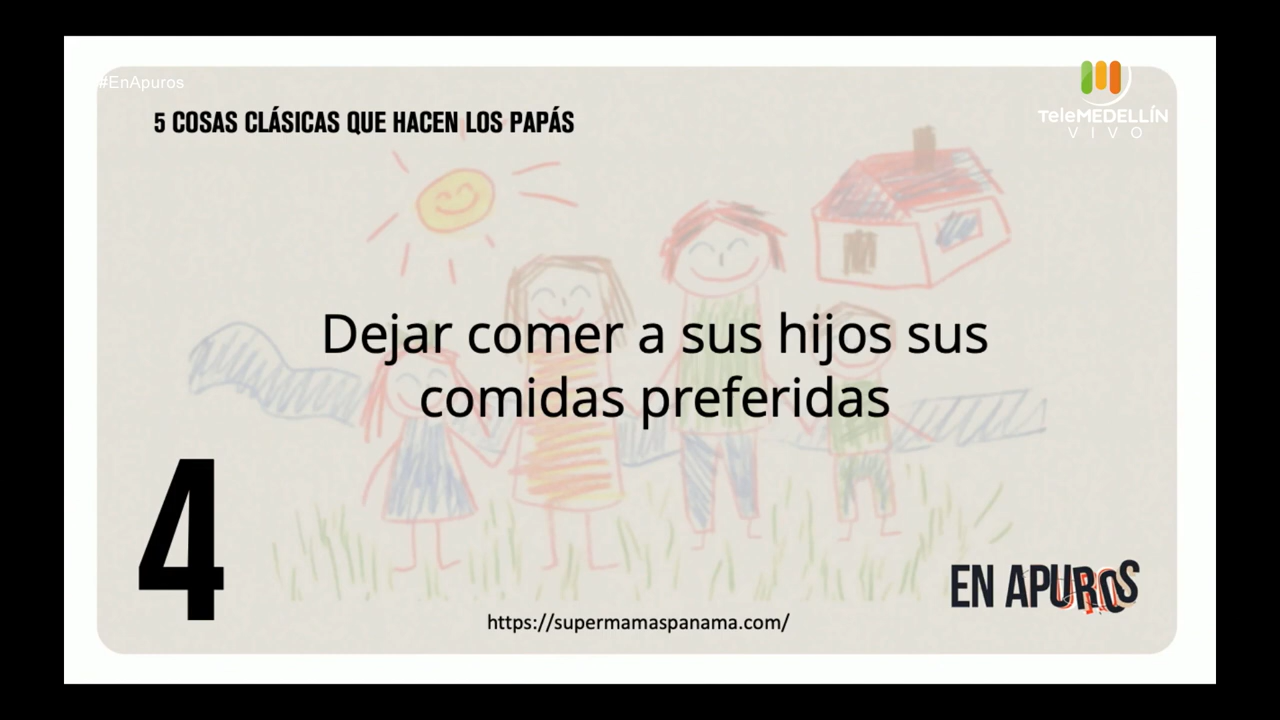 #EnApuros
TeleMEDELLÍN
VIVO
5 COSAS CLÁSICAS QUE HACEN LOS PAPÁS
Dejar comer a sus hijos sus
comidas preferidas
4
EN APUROS
https://supermamaspanama.com/